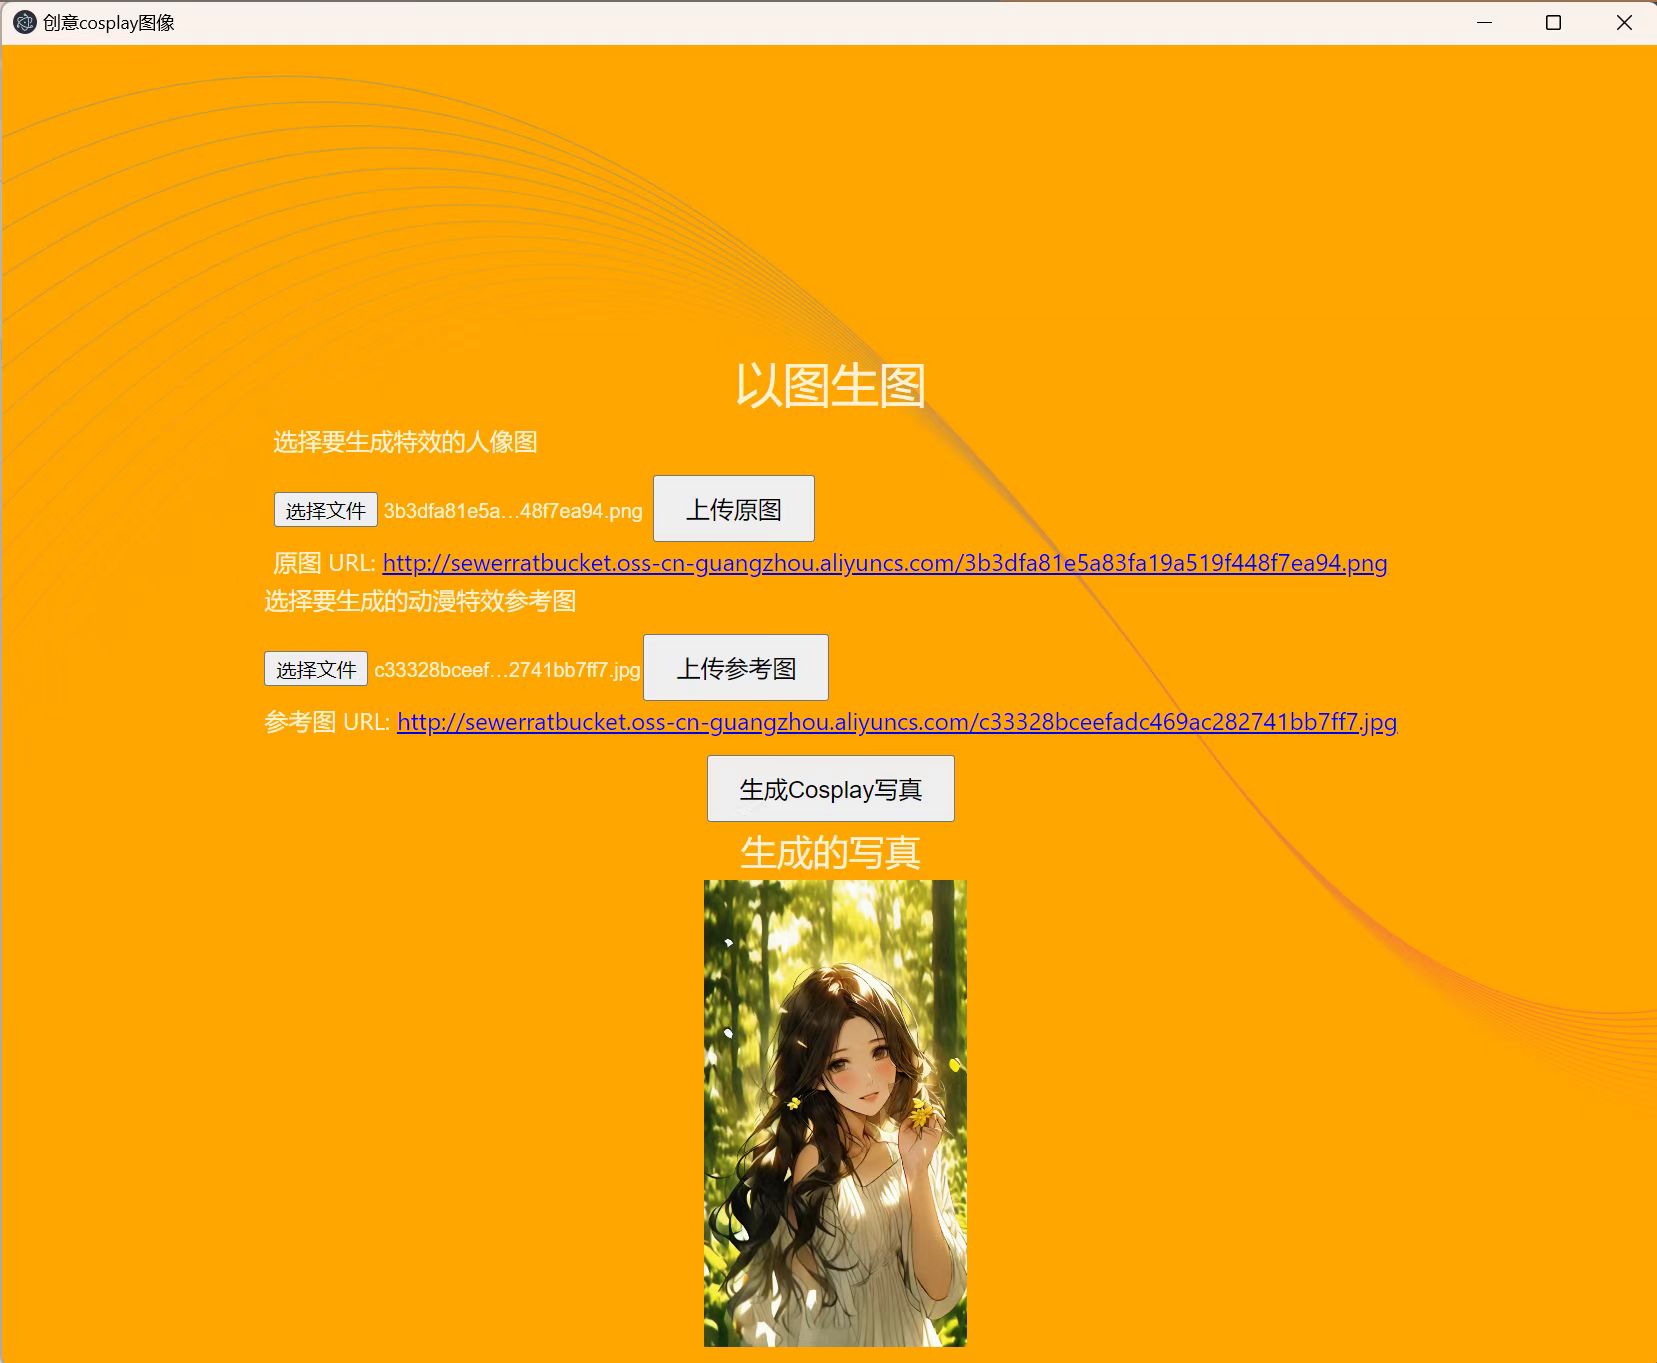 创意cosplay图像
以图生图
选择要生成特效的人像图
选择文件 3b3dfa81e5a...48f7ea94.png 上传原图
原图 URL: http://sewerratbucket.oss-cn-guangzhou.aliyuncs.com/3b3dfa81e5a83fa19a519f448f7ea94.png
选择要生成的动漫特效参考图
选择文件 c33328bceef...2741bb7ff7.jpg 上传参考图
参考图 URL: http://sewerratbucket.oss-cn-guangzhou.aliyuncs.com/c33328bceefadc469ac282741bb7ff7.jpg
生成Cosplay写真
生成的写真